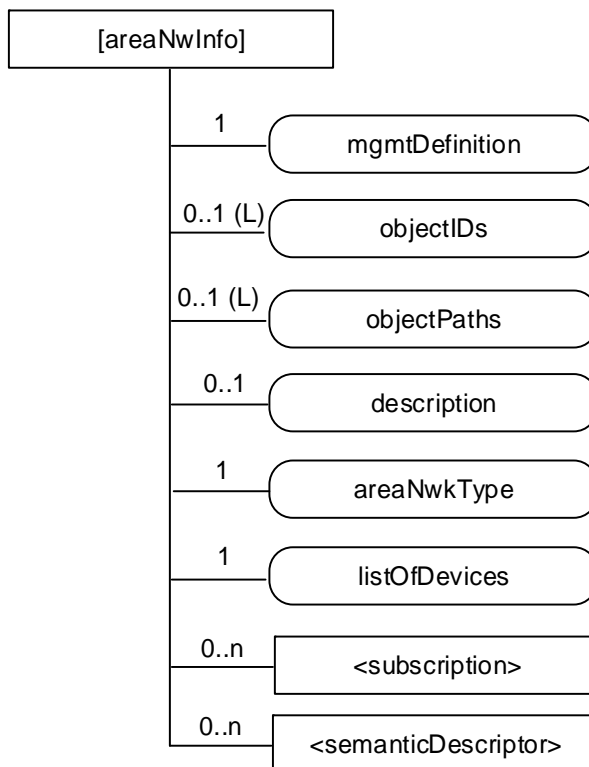 [areaNwInfo]
1
mgmtDefinition
0..1 (L)
objectIDs
0..1 (L)
objectPaths
0..1
description
1
areaNwkType
1
listOfDevices
0..n
<subscription>
0..n
<semanticDescriptor>